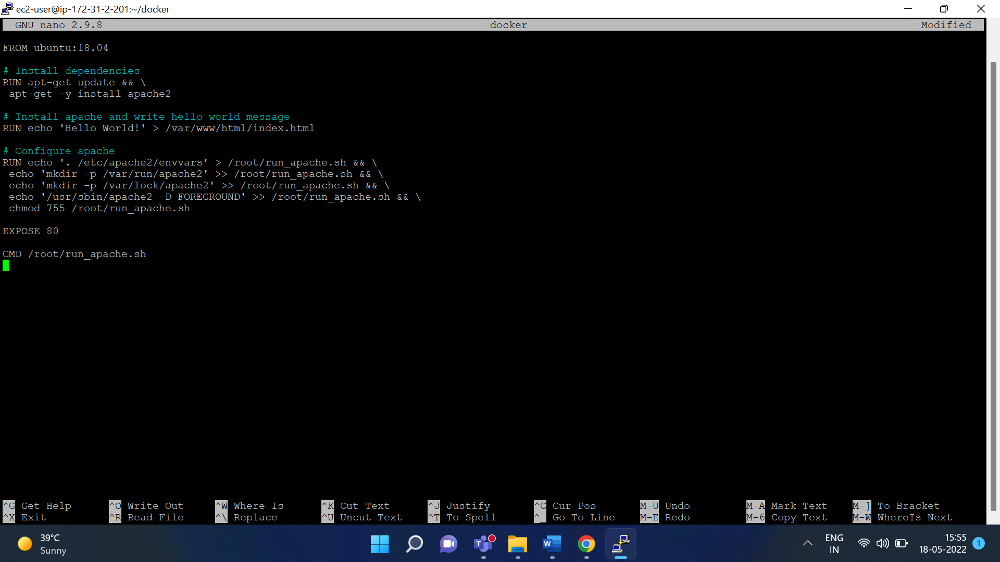 ec2-user@ip-172-31-2-201:~/docker
GNU nano 2.9.8 docker Modified
FROM ubuntu:18.04
# Install dependencies
RUN apt-get update && \
 apt-get -y install apache2
# Install apache and write hello world message
RUN echo 'Hello World!' > /var/www/html/index.html
# Configure apache
RUN echo '. /etc/apache2/envvars' > /root/run_apache.sh && \
 echo 'mkdir -p /var/run/apache2' >> /root/run_apache.sh && \
 echo 'mkdir -p /var/lock/apache2' >> /root/run_apache.sh && \
 echo '/usr/sbin/apache2 -D FOREGROUND' >> /root/run_apache.sh && \
 chmod 755 /root/run_apache.sh
EXPOSE 80
CMD /root/run_apache.sh
^G Get Help ^O Write Out ^W Where Is ^K Cut Text ^J Justify ^C Cur Pos M-U Undo M-A Mark Text M-] To Bracket
^X Exit ^R Read File ^\ Replace ^U Uncut Text ^T To Spell ^_ Go To Line M-E Redo M-6 Copy Text M-W WhereIs Next
39°C
Sunny
T
W
ENG
IN
15:55
18-05-2022
1